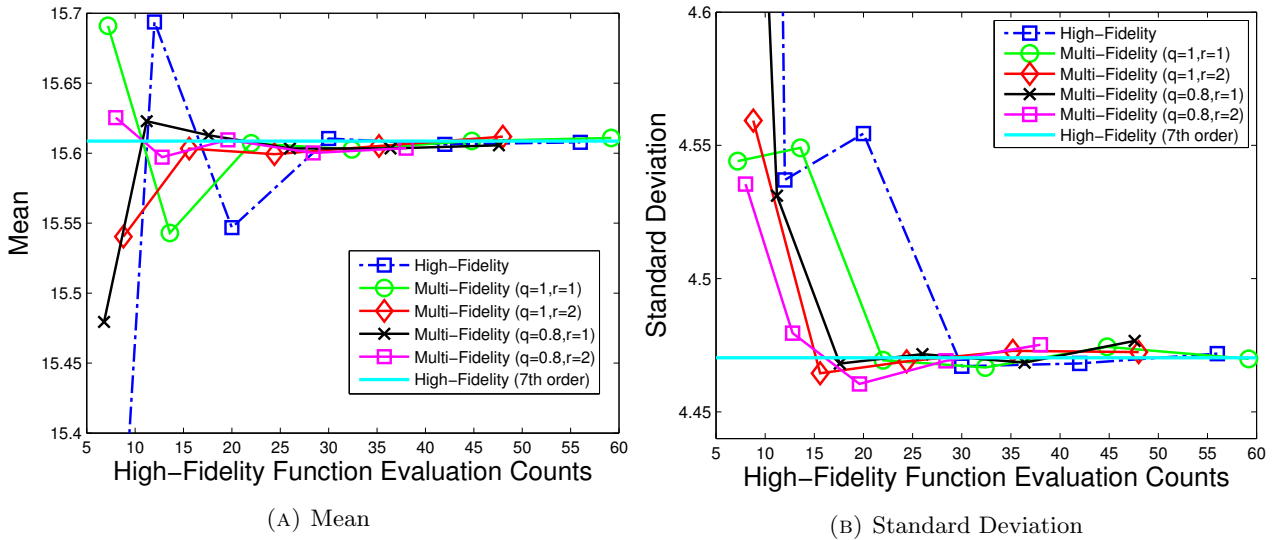 15.7
15.65
15.6
15.55
15.5
15.45
15.4
Mean
5 10 15 20 25 30 35 40 45 50 55 60
High−Fidelity Function Evaluation Counts
High−Fidelity
Multi−Fidelity (q=1,r=1)
Multi−Fidelity (q=1,r=2)
Multi−Fidelity (q=0.8,r=1)
Multi−Fidelity (q=0.8,r=2)
High−Fidelity (7th order)
(A) Mean
4.6
4.55
4.5
4.45
Standard Deviation
5 10 15 20 25 30 35 40 45 50 55 60
High−Fidelity Function Evaluation Counts
High−Fidelity
Multi−Fidelity (q=1,r=1)
Multi−Fidelity (q=1,r=2)
Multi−Fidelity (q=0.8,r=1)
Multi−Fidelity (q=0.8,r=2)
High−Fidelity (7th order)
(B) Standard Deviation